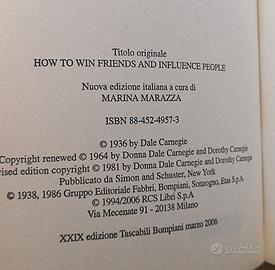 Titolo originale
HOW TO WIN FRIENDS AND INFLUENCE PEOPLE
Nuova edizione italiana a cura di
MARINA MARAZZA
ISBN 88-452-4957-3
© 1936 by Dale Carnegie
Copyright renewed © 1964 by Donna Dale Carnegie and Dorothy Carnegie
vised edition copyright © 1981 by Donna Dale Carnegie and Dorothy Carnegie
Pubblicato da Simon and Schuster, New York
© 1938, 1986 Gruppo Editoriale Fabbri, Bompiani, Sonzogno, Etas S.p.A.
© 1994/2006 RCS Libri S.p.A
Via Mecenate 91 - 20138 Milano
XXIX edizione Tascabili Bompiani marzo 2006
subito